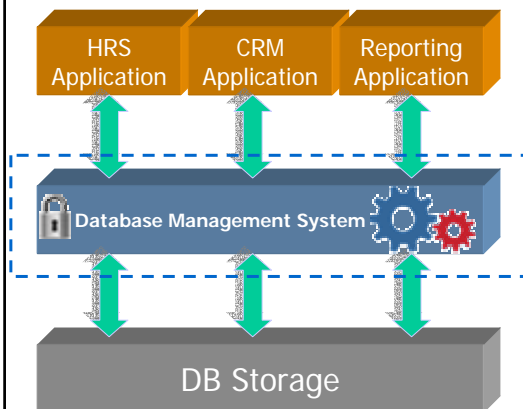 HRS
Application
CRM
Application
Reporting
Application
Database Management System
DB Storage